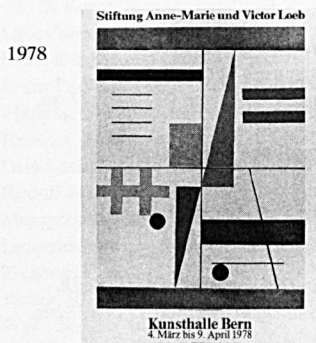 Stiftung Anne-Marie und Victor Loeb
1978
Kunsthalle Bern
4. März bis 9. April 1978